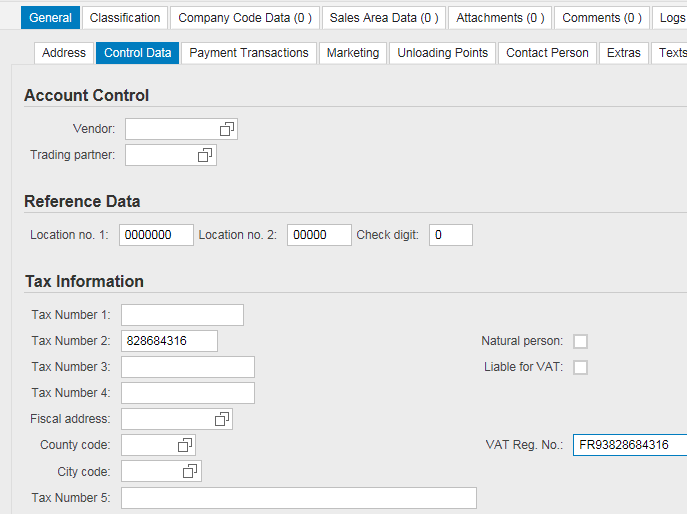 General Classification Company Code Data (0 ) Sales Area Data (0 ) Attachments (0 ) Comments (0 ) Logs
Address Control Data Payment Transactions Marketing Unloading Points Contact Person Extras Texts
Account Control
Vendor:
Trading partner:
Reference Data
Location no. 1: 0000000 Location no. 2: 00000 Check digit: 0
Tax Information
Tax Number 1:
Tax Number 2: 828684316 Natural person:
Tax Number 3: Liable for VAT:
Tax Number 4:
Fiscal address:
County code: VAT Reg. No.: FR93828684316
City code:
Tax Number 5: